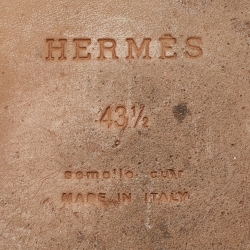 HERMÈS
43½
semelle cuir
MADE IN ITALY